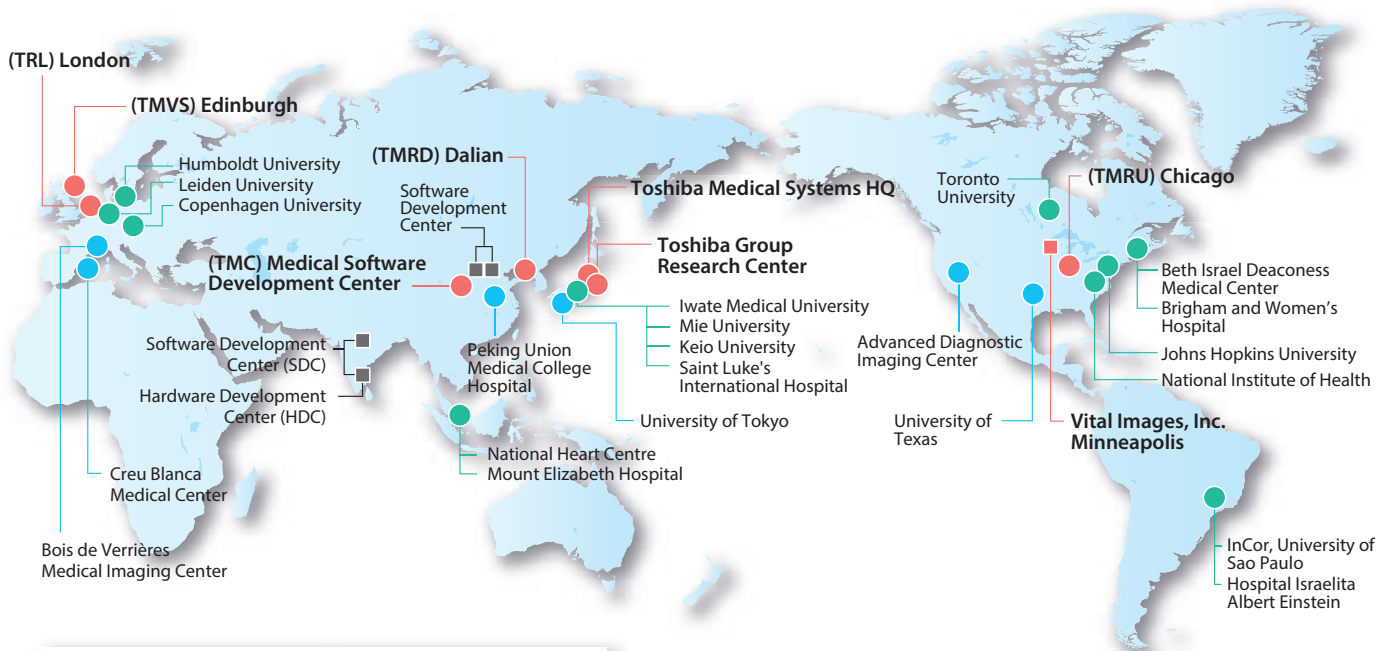 (TRL) London
(TMVS) Edinburgh
Humboldt University
Leiden University
Copenhagen University
(TMRD) Dalian
Software
Development
Center
(TMC) Medical Software
Development Center
Toshiba Medical Systems HQ
Toshiba Group
Research Center
Iwate Medical University
Mie University
Keio University
Saint Luke's
International Hospital
University of Tokyo
Software Development
Center (SDC)
Hardware Development
Center (HDC)
Peking Union
Medical College
Hospital
National Heart Centre
Mount Elizabeth Hospital
Creu Blanca
Medical Center
Bois de Verrières
Medical Imaging Center
Toronto
University
(TMRU) Chicago
Beth Israel Deaconess
Medical Center
Brigham and Women's
Hospital
Johns Hopkins University
National Institute of Health
Advanced Diagnostic
Imaging Center
University of
Texas
Vital Images, Inc.
Minneapolis
InCor, University of
Sao Paulo
Hospital Israelita
Albert Einstein